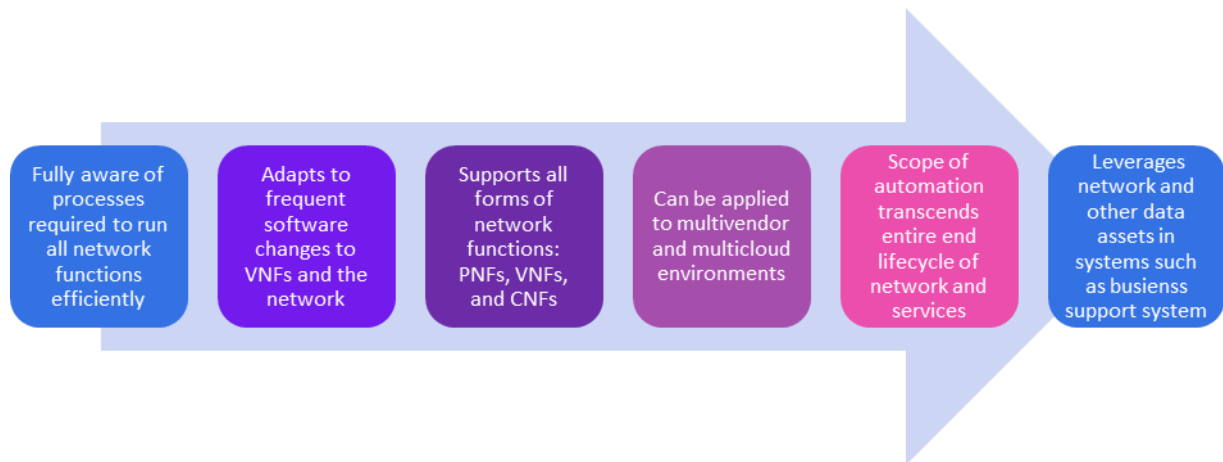 Fully aware of
processes
required to run
all network
functions
efficiently
Adapts to
frequent
software
changes to
VNFs and the
network
Supports all
forms of
network
functions:
PNFs, VNFs,
and CNFs
Can be applied
to multivendor
and multicloud
environments
Scope of
automation
transcends
entire end
lifecycle of
network and
services
Leverages
network and
other data
assets in
systems such
as busienss
support system